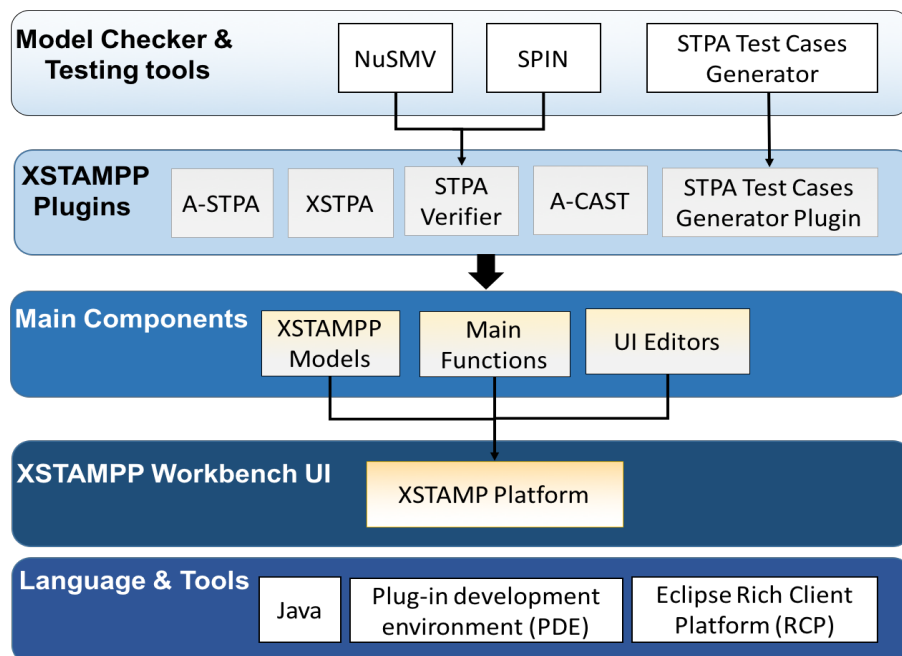 Model Checker &
Testing tools
NuSMV
SPIN
STPA Test Cases
Generator
XSTAMPP
Plugins
A-STPA
XSTPA
STPA
Verifier
A-CAST
STPA Test Cases
Generator Plugin
Main Components
XSTAMPP
Models
Main
Functions
UI Editors
XSTAMPP Workbench UI
XSTAMP Platform
Language & Tools
Java
Plug-in development
environment (PDE)
Eclipse Rich Client
Platform (RCP)